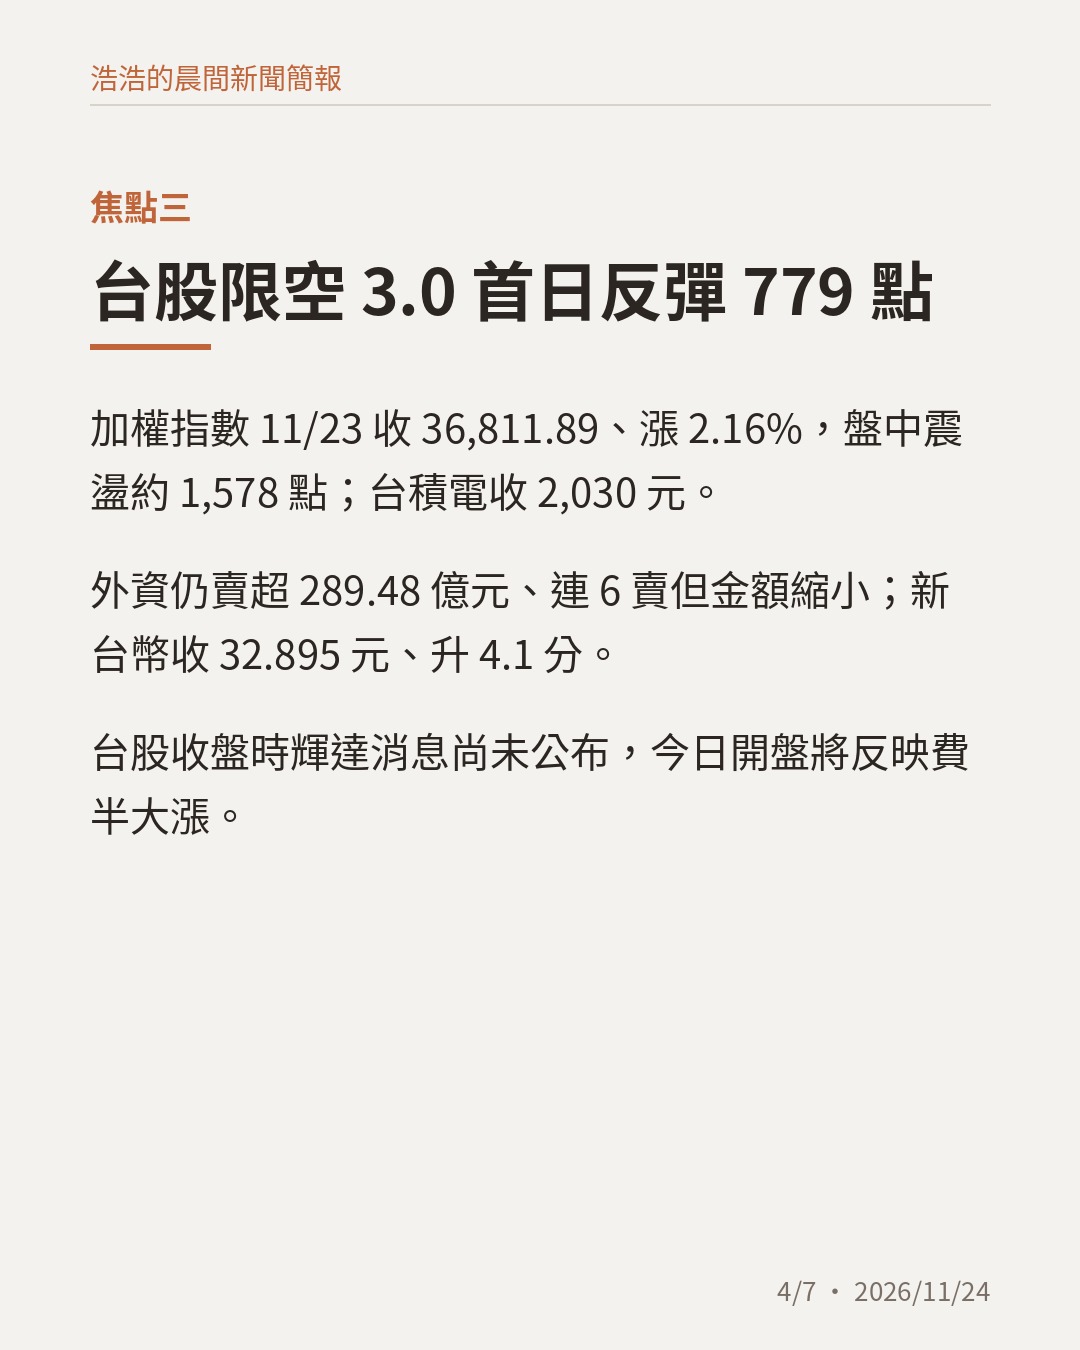 浩浩的晨間新聞簡報
焦點三
台股限空 3.0 首日反彈 779 點
加權指數 11/23 收 36,811.89、漲 2.16%，盤中震
盪約 1,578 點；台積電收 2,030 元。
外資仍賣超 289.48 億元、連 6 賣但金額縮小；新
台幣收 32.895 元、升 4.1 分。
台股收盤時輝達消息尚未公布，今日開盤將反映費
半大漲。
4/7 • 2026/11/24